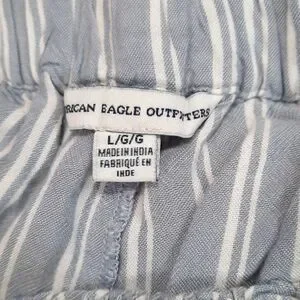 RICAN EAGLE OUTFITTERS
L/G/G
MADE IN INDIA
FABRIQUÉ EN
INDE